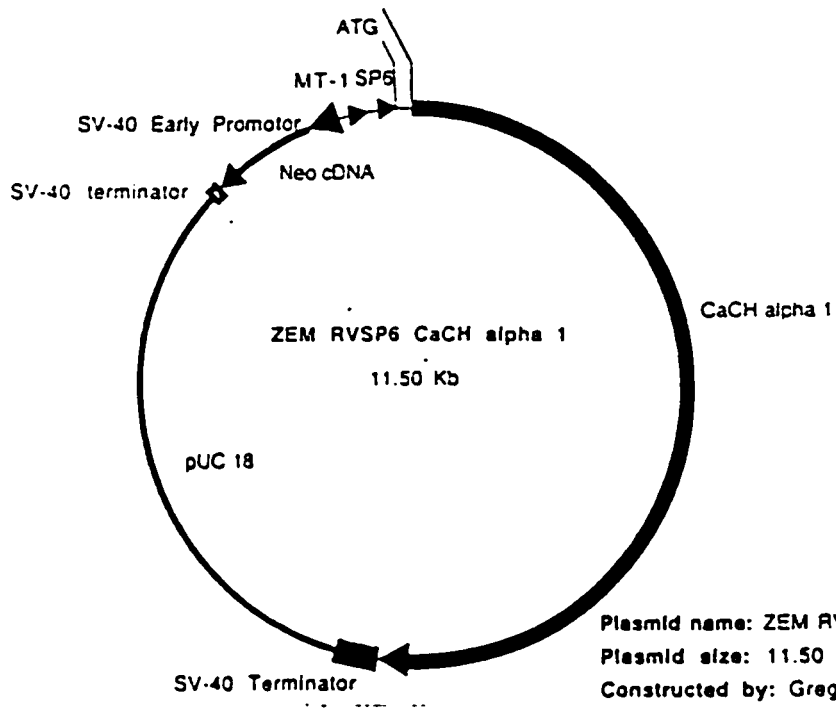 ATG
MT-1 SP6
SV-40 Early Promotor
Neo cDNA
SV-40 terminator
CaCH alpha 1
ZEM RVSP6 CaCH alpha 1
11.50 Kb
pUC 18
Plasmid name: ZEM
Plasmid size: 11.50
SV-40 Terminator
Constructed by: Greg